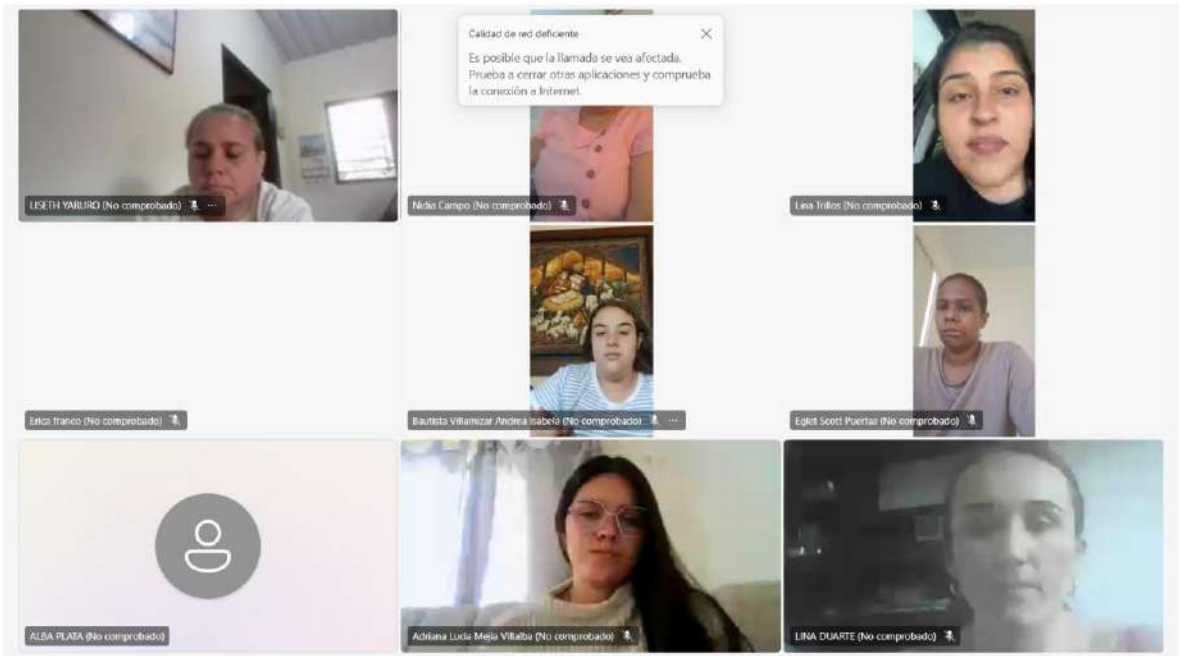 Calidad de red deficiente
Es posible que la llamada se vea afectada.
Prueba a cerrar otras aplicaciones y comprueba
la conexión a Internet.
LISETH YARURO (No comprobado)
Nidia Campo (No comprobado)
Lina Trillos (No comprobado)
Erica franco (No comprobado)
Bautista Villamizar Andrea Isabela (No comprobado)
Eglet Scott Puertas (No comprobado)
ALBA PLATA (No comprobado)
Adriana Lucia Mejia Villalba (No comprobado)
LINA DUARTE (No comprobado)